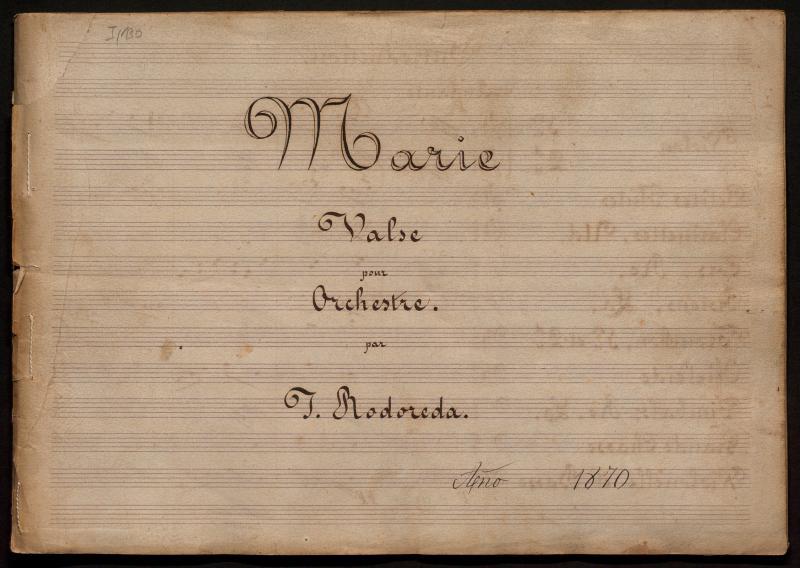 I/130
Marie
Valse
pour
Orchestre.
par
J. Rodoreda.
Año 1870